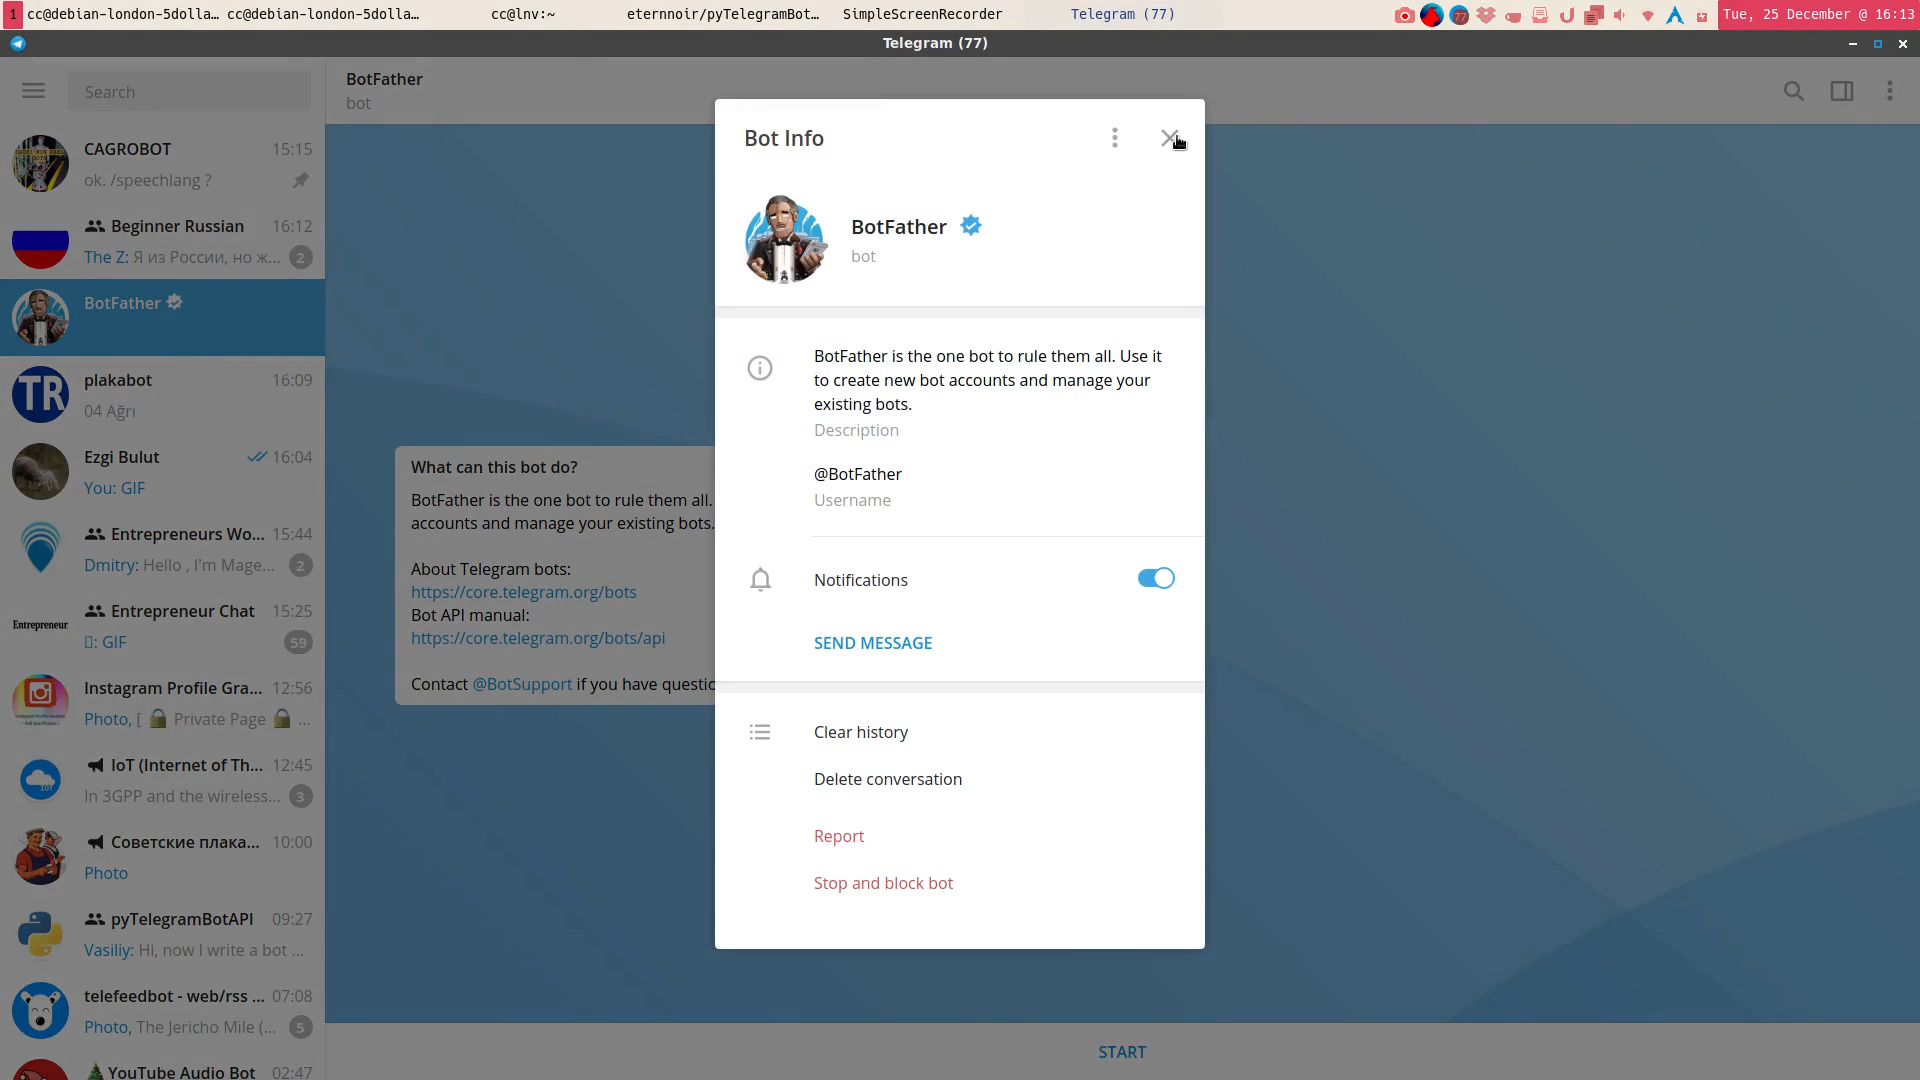 1 cc@debian-london-5dolla… cc@debian-london-5dolla… cc@lnv:~ eternnoir/pyTelegramBot… SimpleScreenRecorder Telegram (77) 77 Tue, 25 December @ 16:13
Telegram (77)
Search
CAGROBOT 15:15
ok. /speechlang ?
Beginner Russian 16:12
The Z: Я из России, но ж… 2
BotFather
TR
plakabot 16:09
04 Ağrı
Ezgi Bulut 16:04
You: GIF
Entrepreneurs Wo… 15:44
Dmitry: Hello , I'm Mage… 2
Entrepreneur
Entrepreneur Chat 15:25
: GIF 59
Instagram Profile Gra… 12:56
Photo, [ 🔒 Private Page 🔒 …
IoT (Internet of Th… 12:45
In 3GPP and the wireless… 3
Советские плака… 10:00
Photo
pyTelegramBotAPI 09:27
Vasiliy: Hi, now I write a bot …
telefeedbot - web/rss … 07:08
Photo, The Jericho Mile (… 5
🎄YouTube Audio Bot 02:47
BotFather
bot
What can this bot do?
BotFather is the one bot to rule them all.
accounts and manage your existing bots.
About Telegram bots:
https://core.telegram.org/bots
Bot API manual:
https://core.telegram.org/bots/api
Contact @BotSupport if you have questio
START
Bot Info
BotFather
bot
BotFather is the one bot to rule them all. Use it
to create new bot accounts and manage your
existing bots.
Description
@BotFather
Username
Notifications
SEND MESSAGE
Clear history
Delete conversation
Report
Stop and block bot